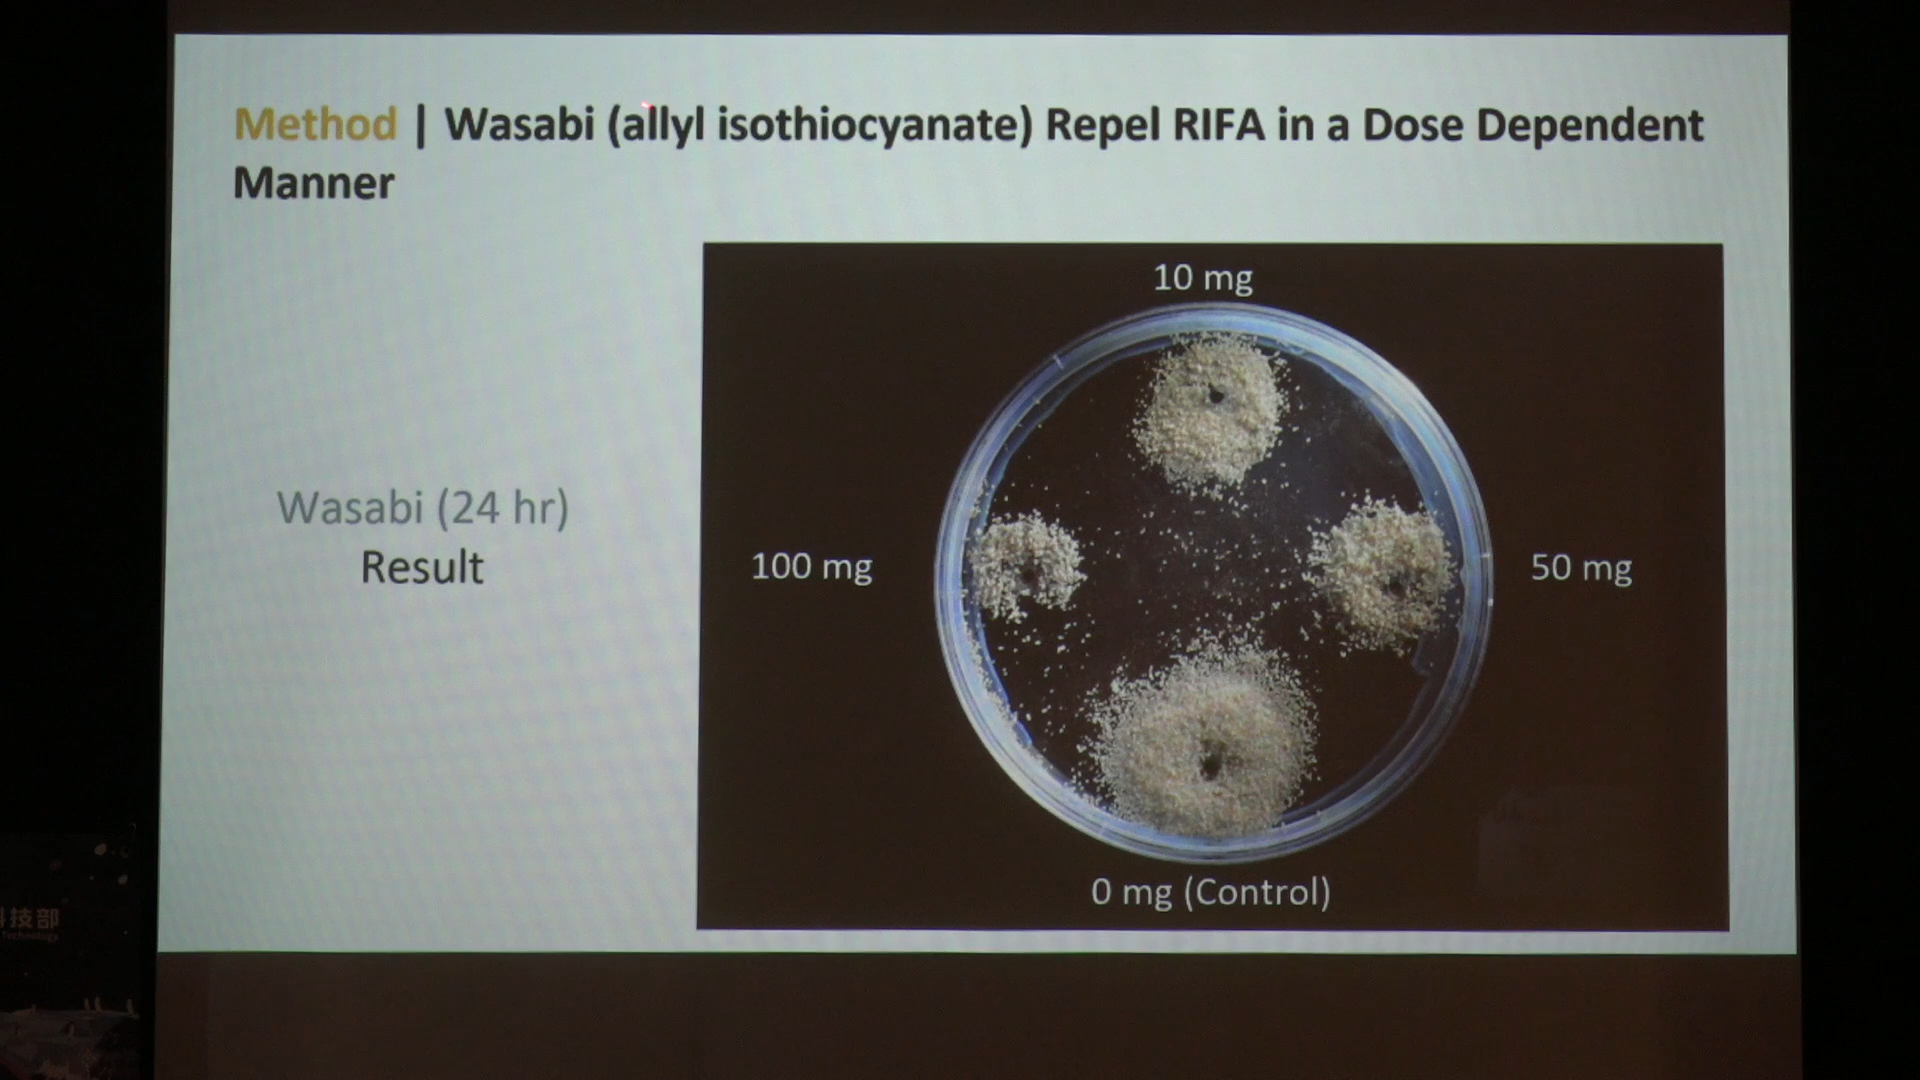 Method | Wasabi (allyl isothiocyanate) Repel RIFA in a Dose Dependent
Manner
10 mg
Wasabi (24 hr)
Result
100 mg
50 mg
0 mg (Control)
技部
Technology